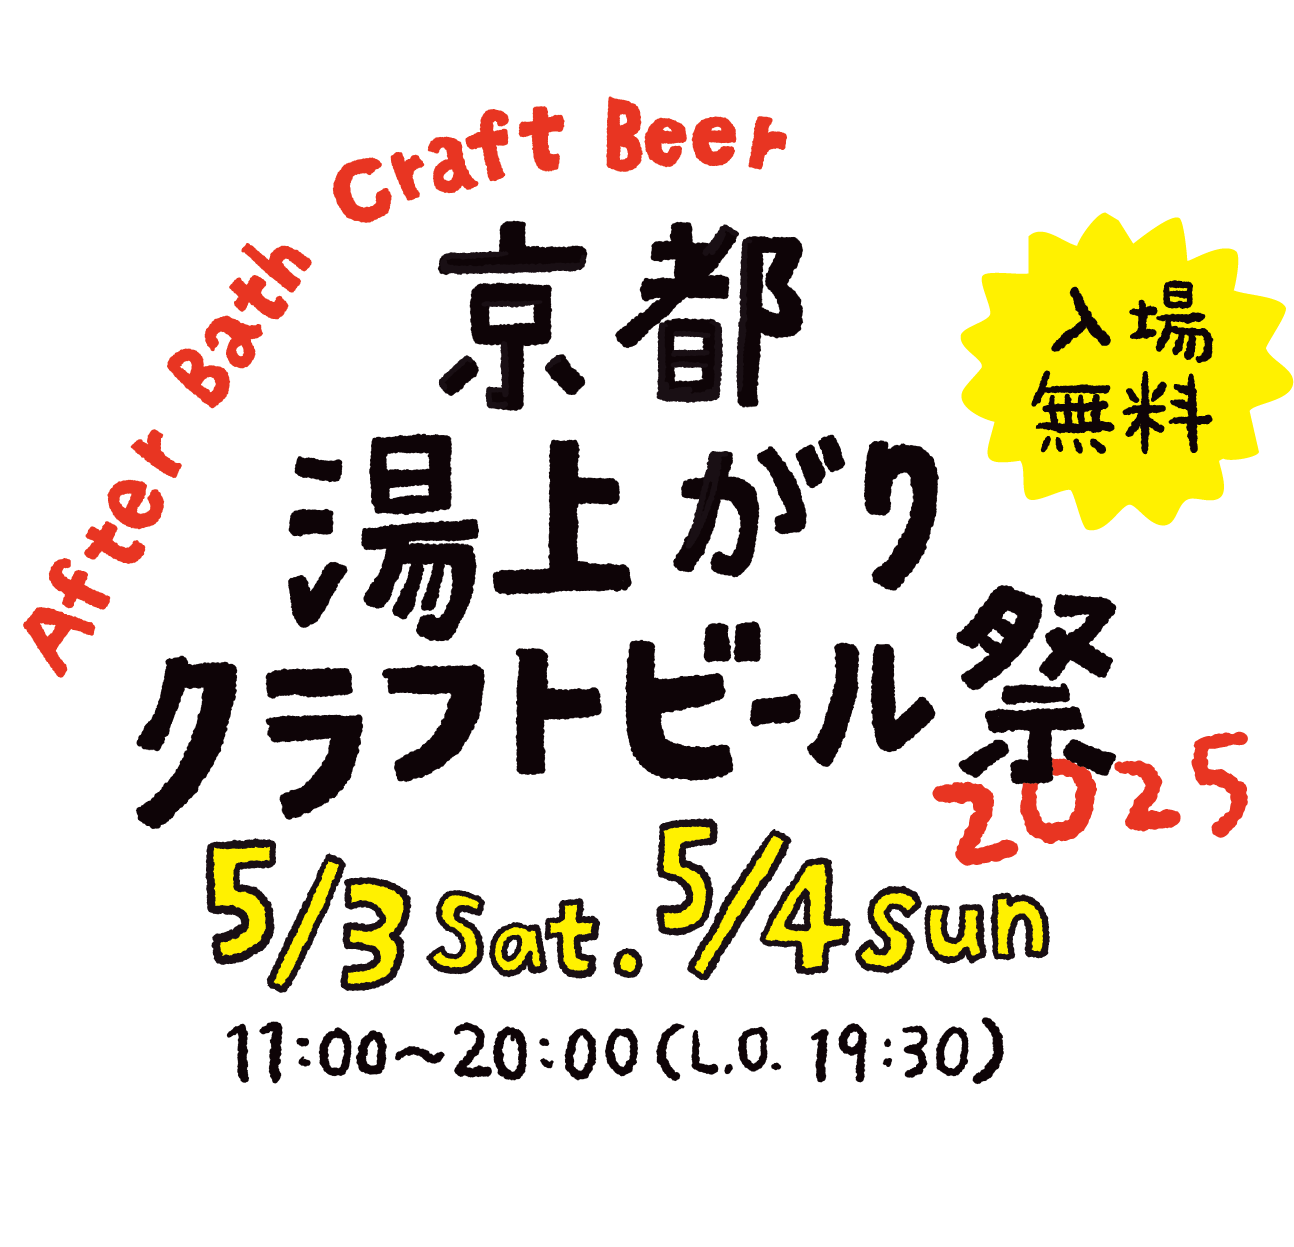 After Bath Craft Beer
京都
湯上がり
クラフトビール祭
2025
入場
無料
5/3 Sat. 5/4 Sun
11:00〜20:00(L.O. 19:30)